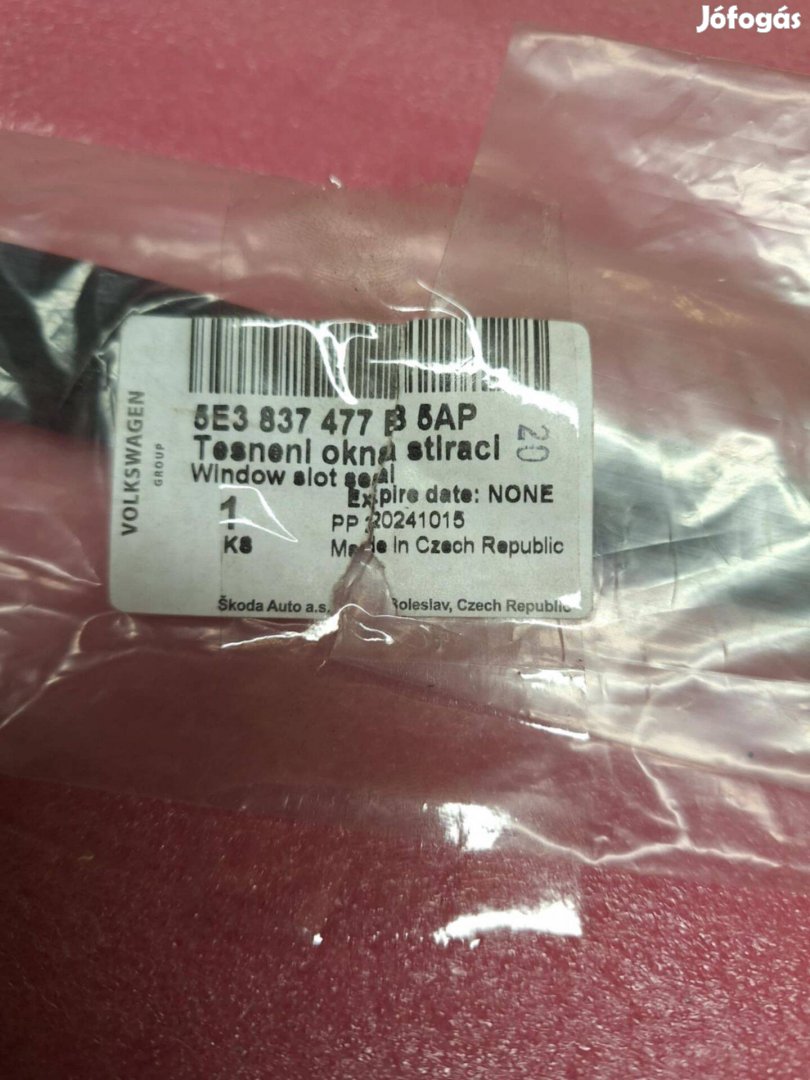 Jófogás
VOLKSWAGEN
GROUP
5E3 837 477 B 5AP
Tesneni okna stiraci
20
Window slot seal
Expire date: NONE
1
PP 20241015
KS
Made in Czech Republic
Škoda Auto a.s. Boleslav, Czech Republic